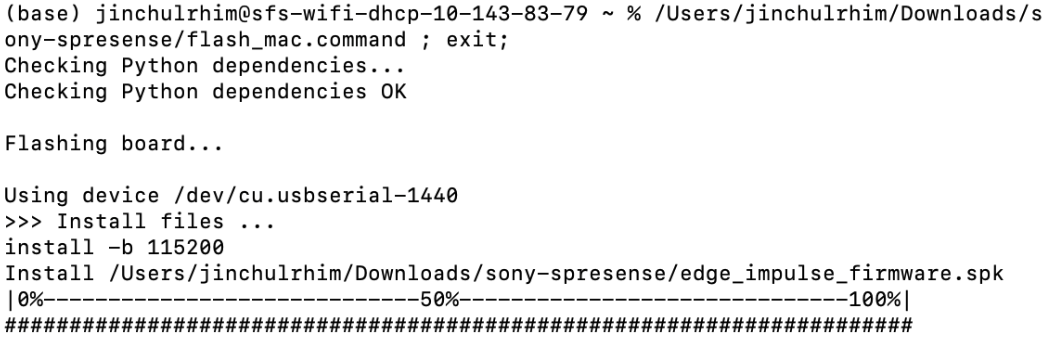 (base) jinchulrhim@sfs-wifi-dhcp-10-143-83-79 ~ % /Users/jinchulrhim/Downloads/s
ony-spresense/flash_mac.command ; exit;
Checking Python dependencies...
Checking Python dependencies OK
Flashing board...
Using device /dev/cu.usbserial-1440
>>> Install files ...
install -b 115200
Install /Users/jinchulrhim/Downloads/sony-spresense/edge_impulse_firmware.spk
|0%-----------------------------50%------------------------------100%|
######################################################################